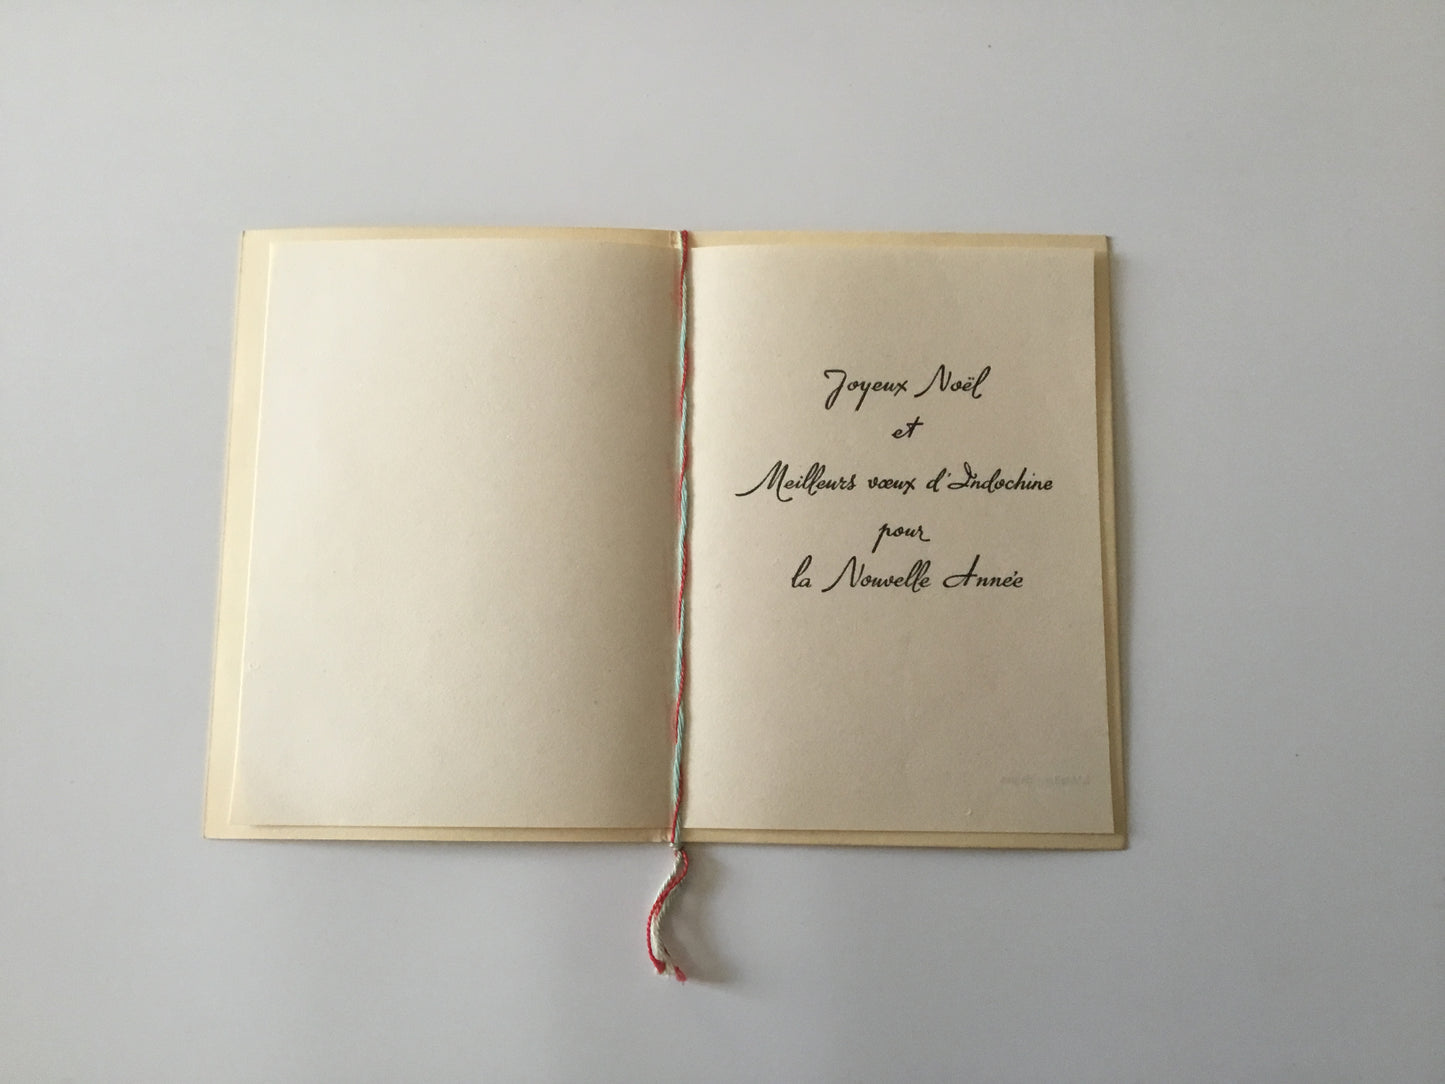 Joyeux Noël
et
Meilleurs vœux d'Indochine
pour
la Nouvelle Année